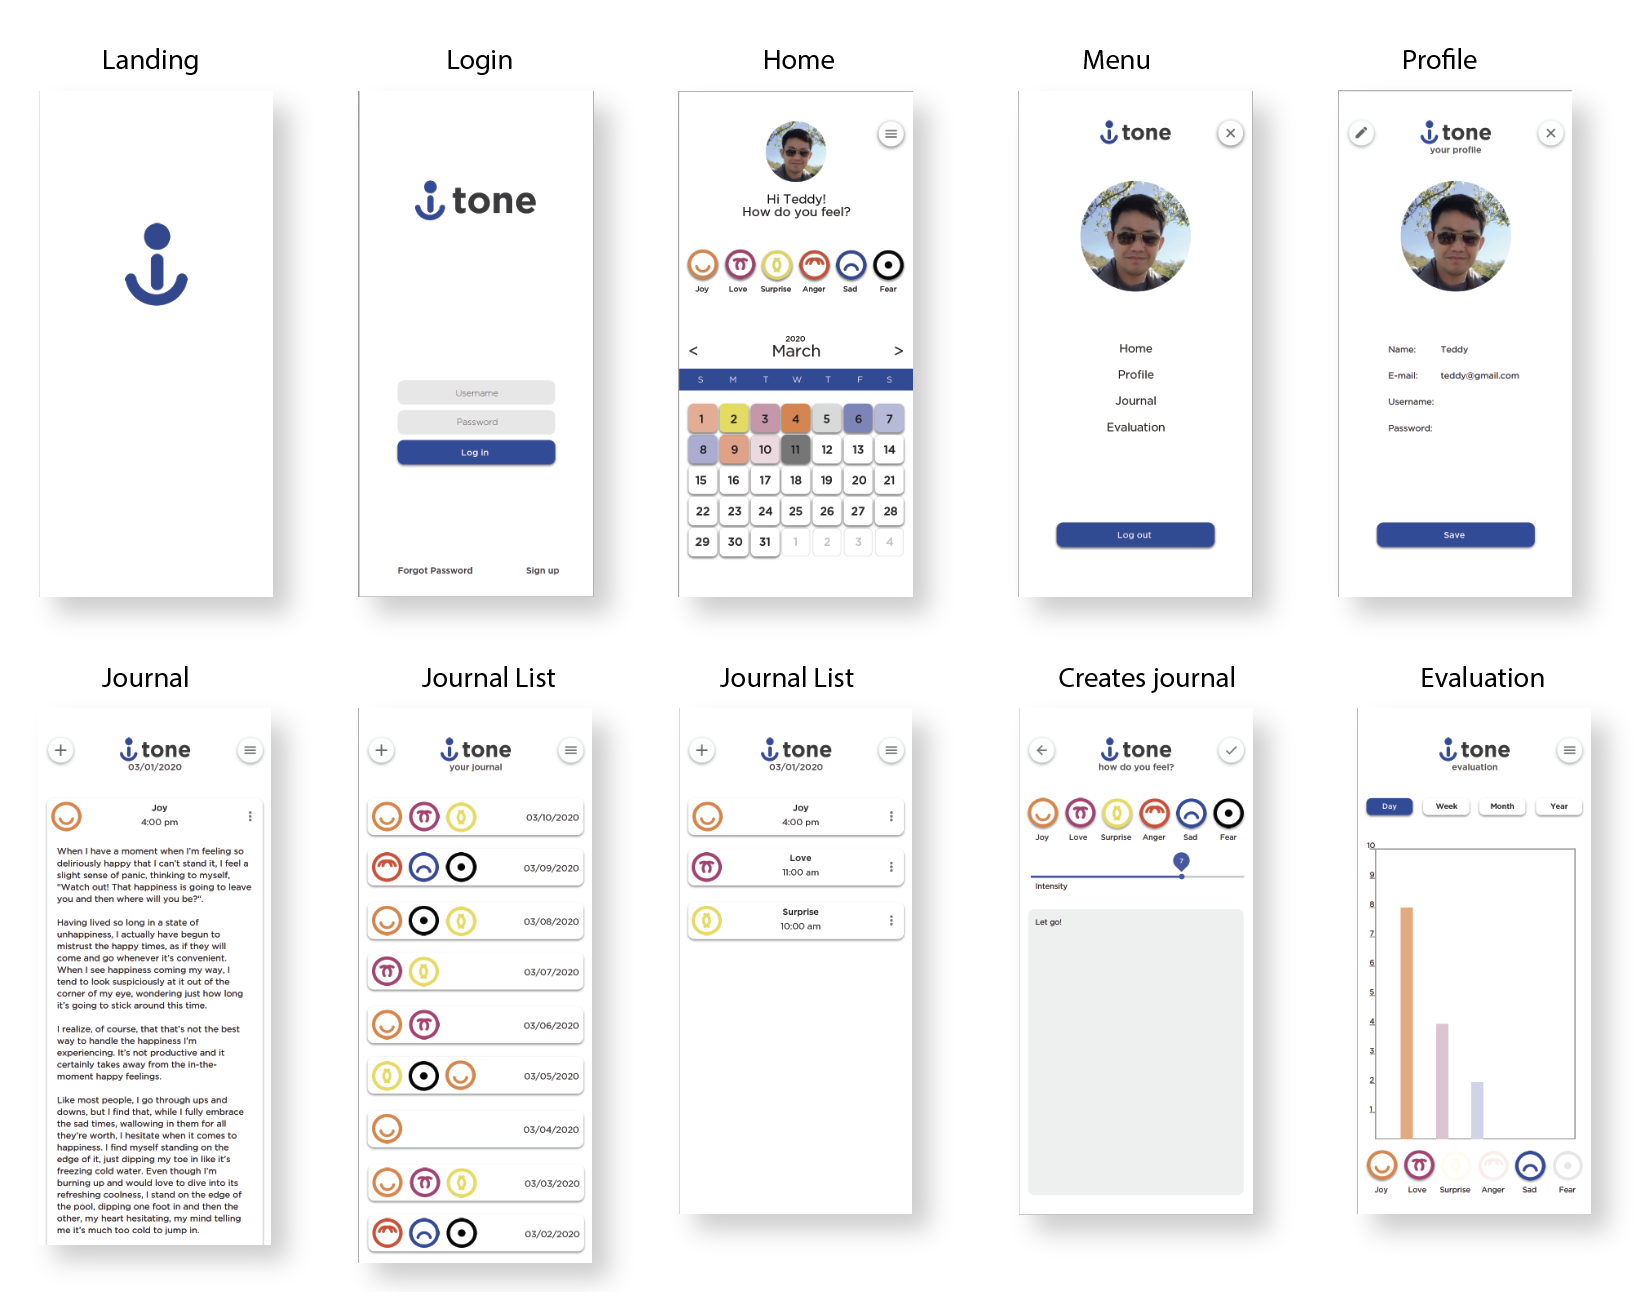 Landing
Login
Home
Menu
Profile
tone
Username
Password
Log in
Forgot Password
Sign up
Hi Teddy!
How do you feel?
Joy
Love
Surprise
Anger
Sad
Fear
2020
< March >
S M T W T F S
1 2 3 4 5 6 7
8 9 10 11 12 13 14
15 16 17 18 19 20 21
22 23 24 25 26 27 28
29 30 31 1 2 3 4
tone
Home
Profile
Journal
Evaluation
Log out
tone
your profile
Name: Teddy
E-mail: teddy@gmail.com
Username:
Password:
Save
Journal
Journal List
Journal List
Creates journal
Evaluation
tone
03/01/2020
Joy
4:00 pm
When I have a moment when I'm feeling so
deliriously happy that I can't stand it, I feel a
slight sense of panic, thinking to myself,
"Watch out! That happiness is going to leave
you and then where will you be?".
Having lived so long in a state of
unhappiness, I actually have begun to
mistrust the happy times, as if they will
come and go whenever it's convenient.
When I see happiness coming my way, I
tend to look suspiciously at it out of the
corner of my eye, wondering just how long
it's going to stick around this time.
I realize, of course, that that's not the best
way to handle the happiness I'm
experiencing. It's not productive and it
certainly takes away from the in-the-
moment happy feelings.
Like most people, I go through ups and
downs, but I find that, while I fully embrace
the sad times, wallowing in them for all
they're worth, I hesitate when it comes to
happiness. I find myself standing on the
edge of it, just dipping my toe in like it's
freezing cold water. Even though I'm
burning up and would love to dive into its
refreshing coolness, I stand on the edge of
the pool, dipping one foot in and then the
other, my heart hesitating, my mind telling
me it's much too cold to jump in.
tone
your journal
03/10/2020
03/09/2020
03/08/2020
03/07/2020
03/06/2020
03/05/2020
03/04/2020
03/03/2020
03/02/2020
tone
03/01/2020
Joy
4:00 pm
Love
11:00 am
Surprise
10:00 am
tone
how do you feel?
Joy
Love
Surprise
Anger
Sad
Fear
7
Intensity
Let go!
tone
evaluation
Day
Week
Month
Year
10
9
8
7
6
5
4
3
2
1
Joy
Love
Surprise
Anger
Sad
Fear